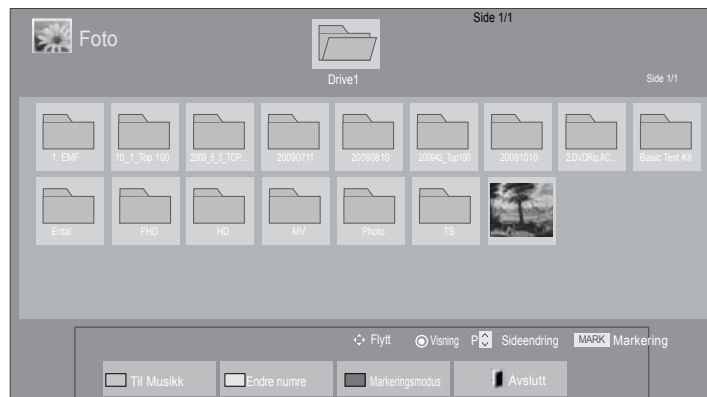 Side 1/1
Foto
Drive1
Side 1/1
1. EMF 10_1_Top 100 2009_5_3_TOP... 20090711 20090810 200942_Top100 20091010 2.DVDRip.AC... Basic Test Kit
Ental FHD HD MV Photo TS
Flytt Visning P Sideendring MARK Markering
Til Musikk Endre numre Markeringsmodus Avslutt